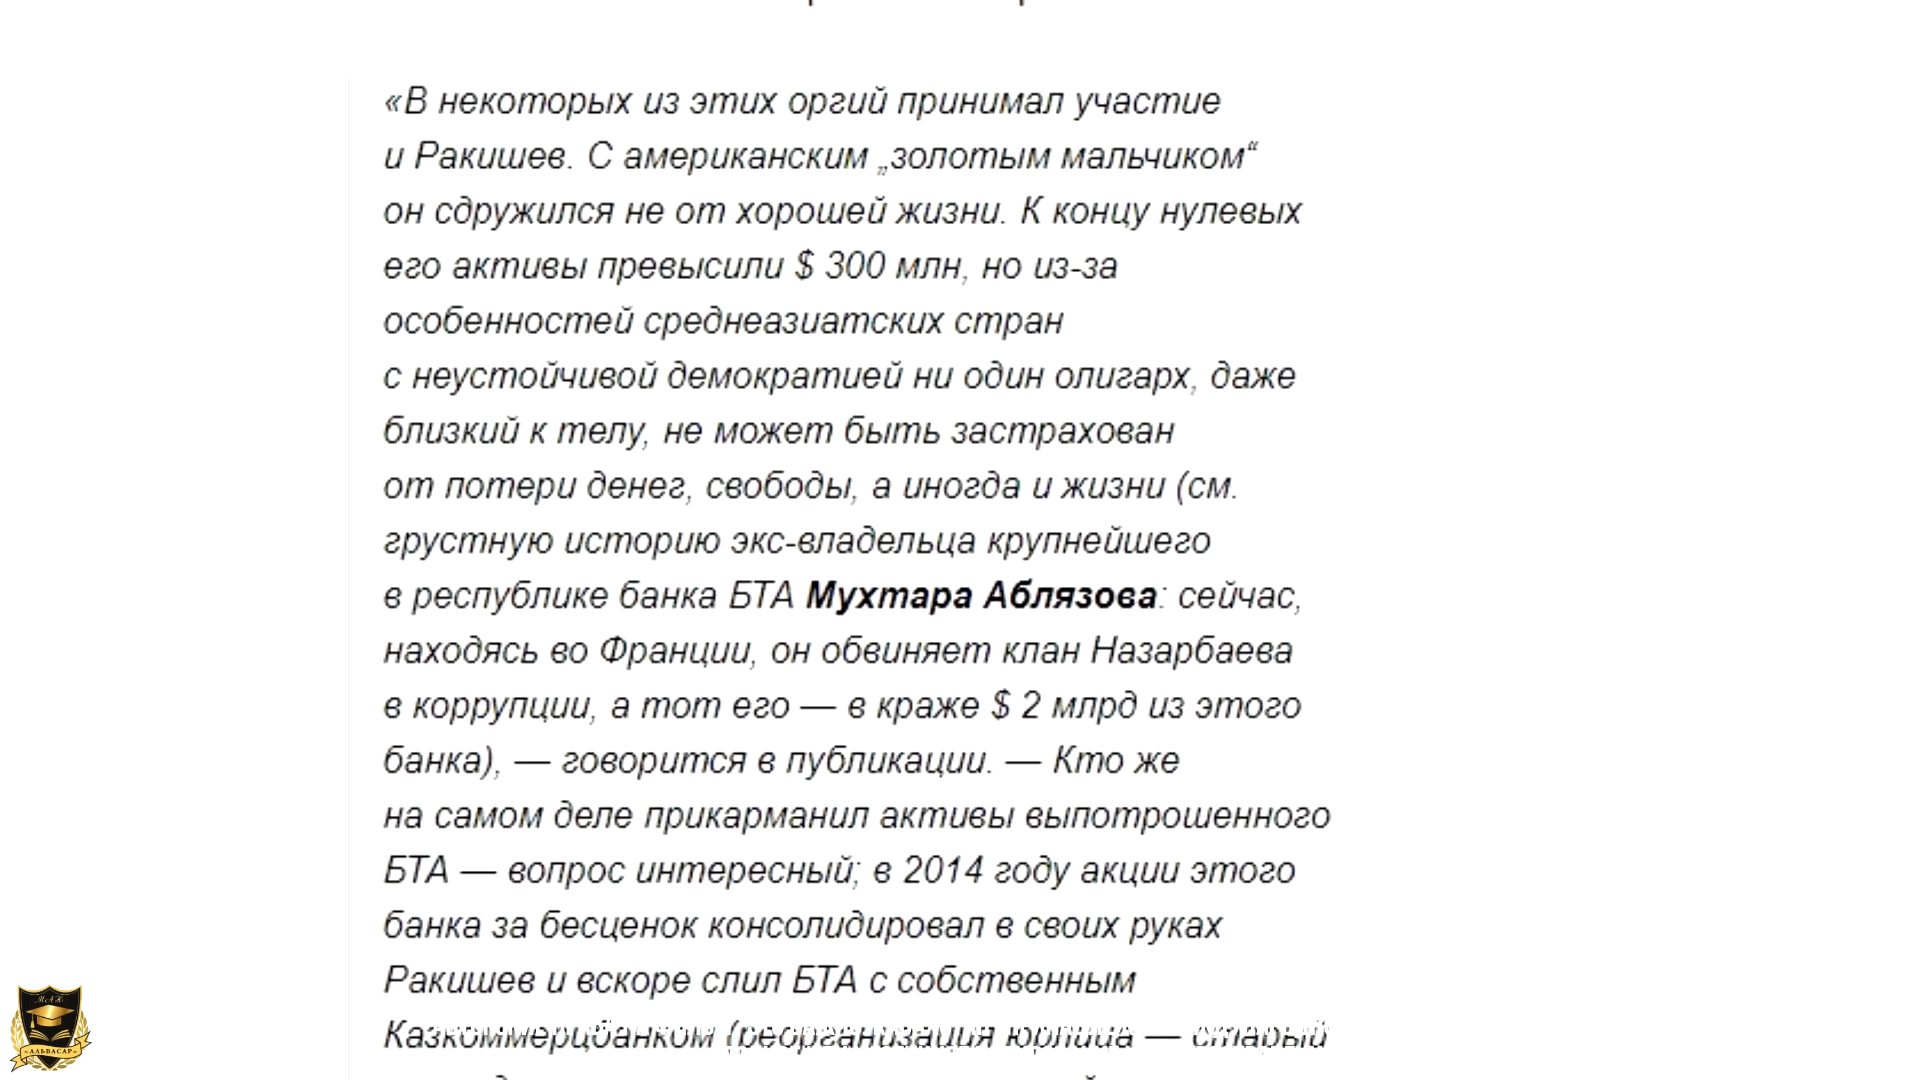 «В некоторых из этих оргий принимал участие
и Ракишев. С американским „золотым мальчиком“
он сдружился не от хорошей жизни. К концу нулевых
его активы превысили $ 300 млн, но из-за
особенностей среднеазиатских стран
с неустойчивой демократией ни один олигарх, даже
близкий к телу, не может быть застрахован
от потери денег, свободы, а иногда и жизни (см.
грустную историю экс-владельца крупнейшего
в республике банка БТА Мухтара Аблязова: сейчас,
находясь во Франции, он обвиняет клан Назарбаева
в коррупции, а тот его — в краже $ 2 млрд из этого
банка), — говорится в публикации. — Кто же
на самом деле прикарманил активы выпотрошенного
БТА — вопрос интересный; в 2014 году акции этого
банка за бесценок консолидировал в своих руках
Ракишев и вскоре слил БТА с собственным
Казкоммерцбанком (реорганизация юрлица — старый
МАН
АЛЬВАСАР